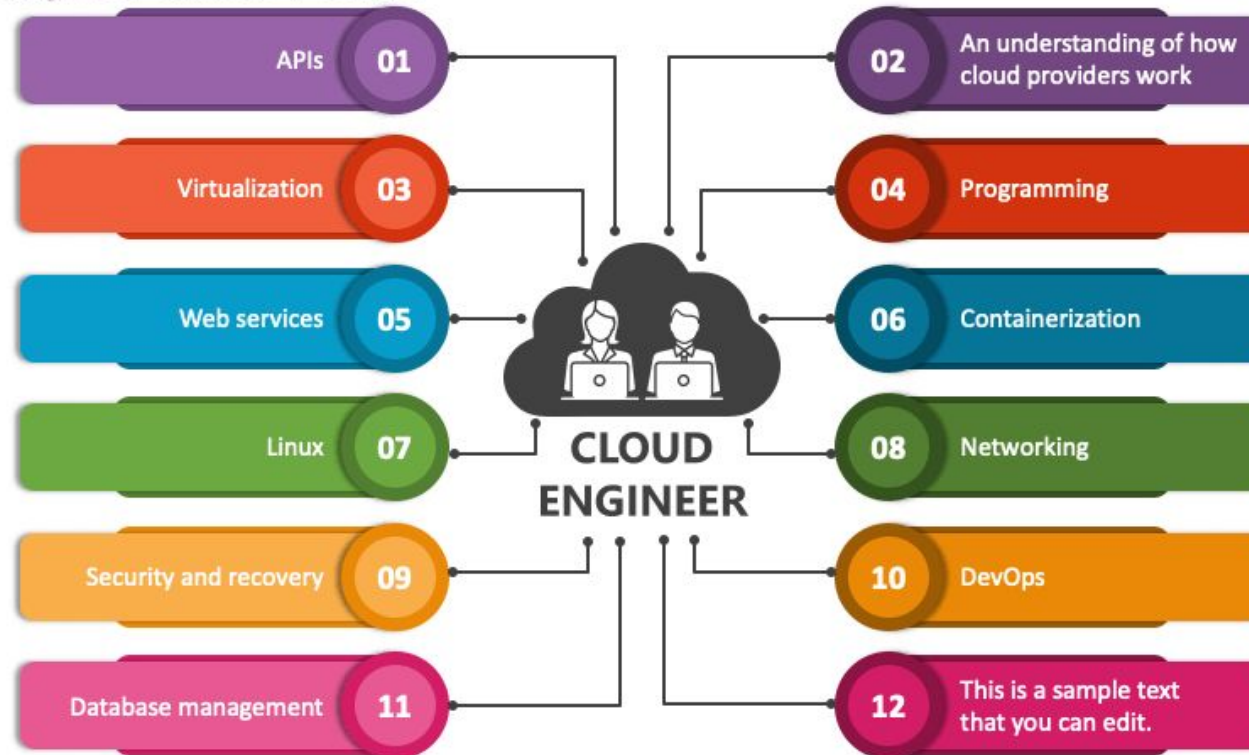 APIs 01
02 An understanding of how
cloud providers work
Virtualization 03
04 Programming
Web services 05
06 Containerization
Linux 07
08 Networking
CLOUD
ENGINEER
Security and recovery 09
10 DevOps
Database management 11
12 This is a sample text
that you can edit.